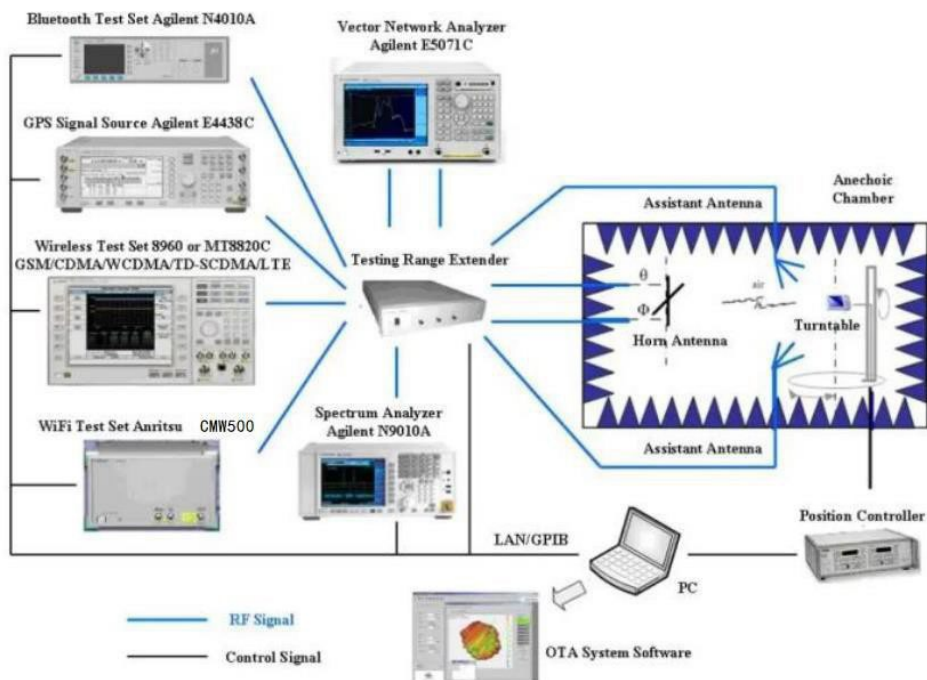 Bluetooth Test Set Agilent N4010A
Vector Network Analyzer
Agilent E5071C
GPS Signal Source Agilent E4438C
Assistant Antenna
Anechoic
Chamber
Wireless Test Set 8960 or MT8820C
GSM/CDMA/WCDMA/TD-SCDMA/LTE
Testing Range Extender
θ
air
Φ
Horn Antenna
Turntable
WiFi Test Set Anritsu CMW500
Spectrum Analyzer
Agilent N9010A
Assistant Antenna
Position Controller
LAN/GPIB
PC
RF Signal
Control Signal
OTA System Software